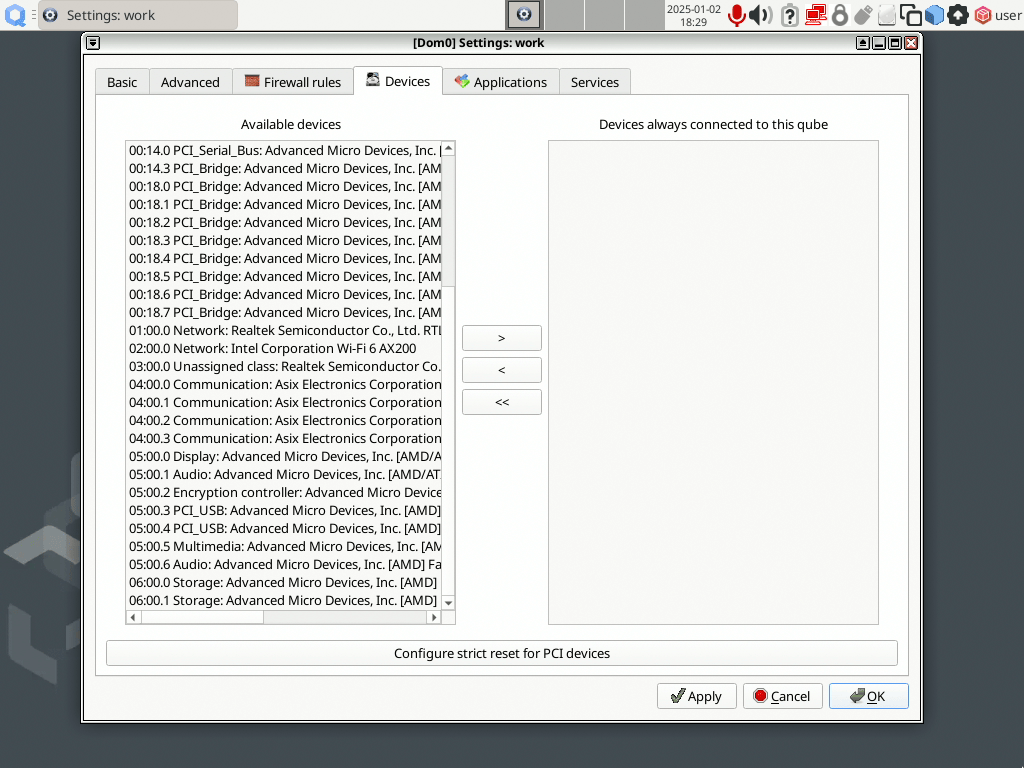 Settings: work
2025-01-02
18:29
user
[Dom0] Settings: work
Basic
Advanced
Firewall rules
Devices
Applications
Services
Available devices
Devices always connected to this qube
00:14.0 PCI_Serial_Bus: Advanced Micro Devices, Inc. [
00:14.3 PCI_Bridge: Advanced Micro Devices, Inc. [AM
00:18.0 PCI_Bridge: Advanced Micro Devices, Inc. [AM
00:18.1 PCI_Bridge: Advanced Micro Devices, Inc. [AM
00:18.2 PCI_Bridge: Advanced Micro Devices, Inc. [AM
00:18.3 PCI_Bridge: Advanced Micro Devices, Inc. [AM
00:18.4 PCI_Bridge: Advanced Micro Devices, Inc. [AM
00:18.5 PCI_Bridge: Advanced Micro Devices, Inc. [AM
00:18.6 PCI_Bridge: Advanced Micro Devices, Inc. [AM
00:18.7 PCI_Bridge: Advanced Micro Devices, Inc. [AM
01:00.0 Network: Realtek Semiconductor Co., Ltd. RTL
02:00.0 Network: Intel Corporation Wi-Fi 6 AX200
03:00.0 Unassigned class: Realtek Semiconductor Co.
04:00.0 Communication: Asix Electronics Corporation
04:00.1 Communication: Asix Electronics Corporation
04:00.2 Communication: Asix Electronics Corporation
04:00.3 Communication: Asix Electronics Corporation
05:00.0 Display: Advanced Micro Devices, Inc. [AMD/A
05:00.1 Audio: Advanced Micro Devices, Inc. [AMD/AT
05:00.2 Encryption controller: Advanced Micro Device
05:00.3 PCI_USB: Advanced Micro Devices, Inc. [AMD]
05:00.4 PCI_USB: Advanced Micro Devices, Inc. [AMD]
05:00.5 Multimedia: Advanced Micro Devices, Inc. [AM
05:00.6 Audio: Advanced Micro Devices, Inc. [AMD] Fa
06:00.0 Storage: Advanced Micro Devices, Inc. [AMD]
06:00.1 Storage: Advanced Micro Devices, Inc. [AMD]
>
<
<<
Configure strict reset for PCI devices
Apply
Cancel
OK